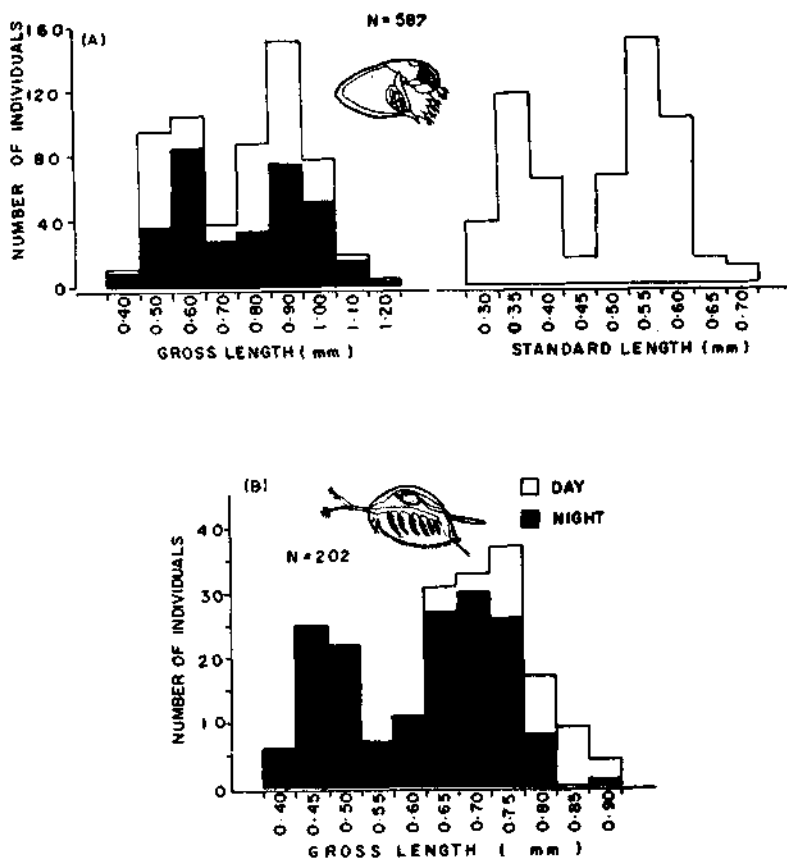 N=587
(A)
NUMBER OF INDIVIDUALS
160
120
80
40
0
0.40 0.50 0.60 0.70 0.80 0.90 1.00 1.10 1.20
GROSS LENGTH (mm)
0.30 0.35 0.40 0.45 0.50 0.55 0.60 0.65 0.70
STANDARD LENGTH (mm)
(B)
DAY
NIGHT
N=202
NUMBER OF INDIVIDUALS
40
30
20
10
0
0.40 0.45 0.50 0.55 0.60 0.65 0.70 0.75 0.80 0.85 0.90
GROSS LENGTH (mm)